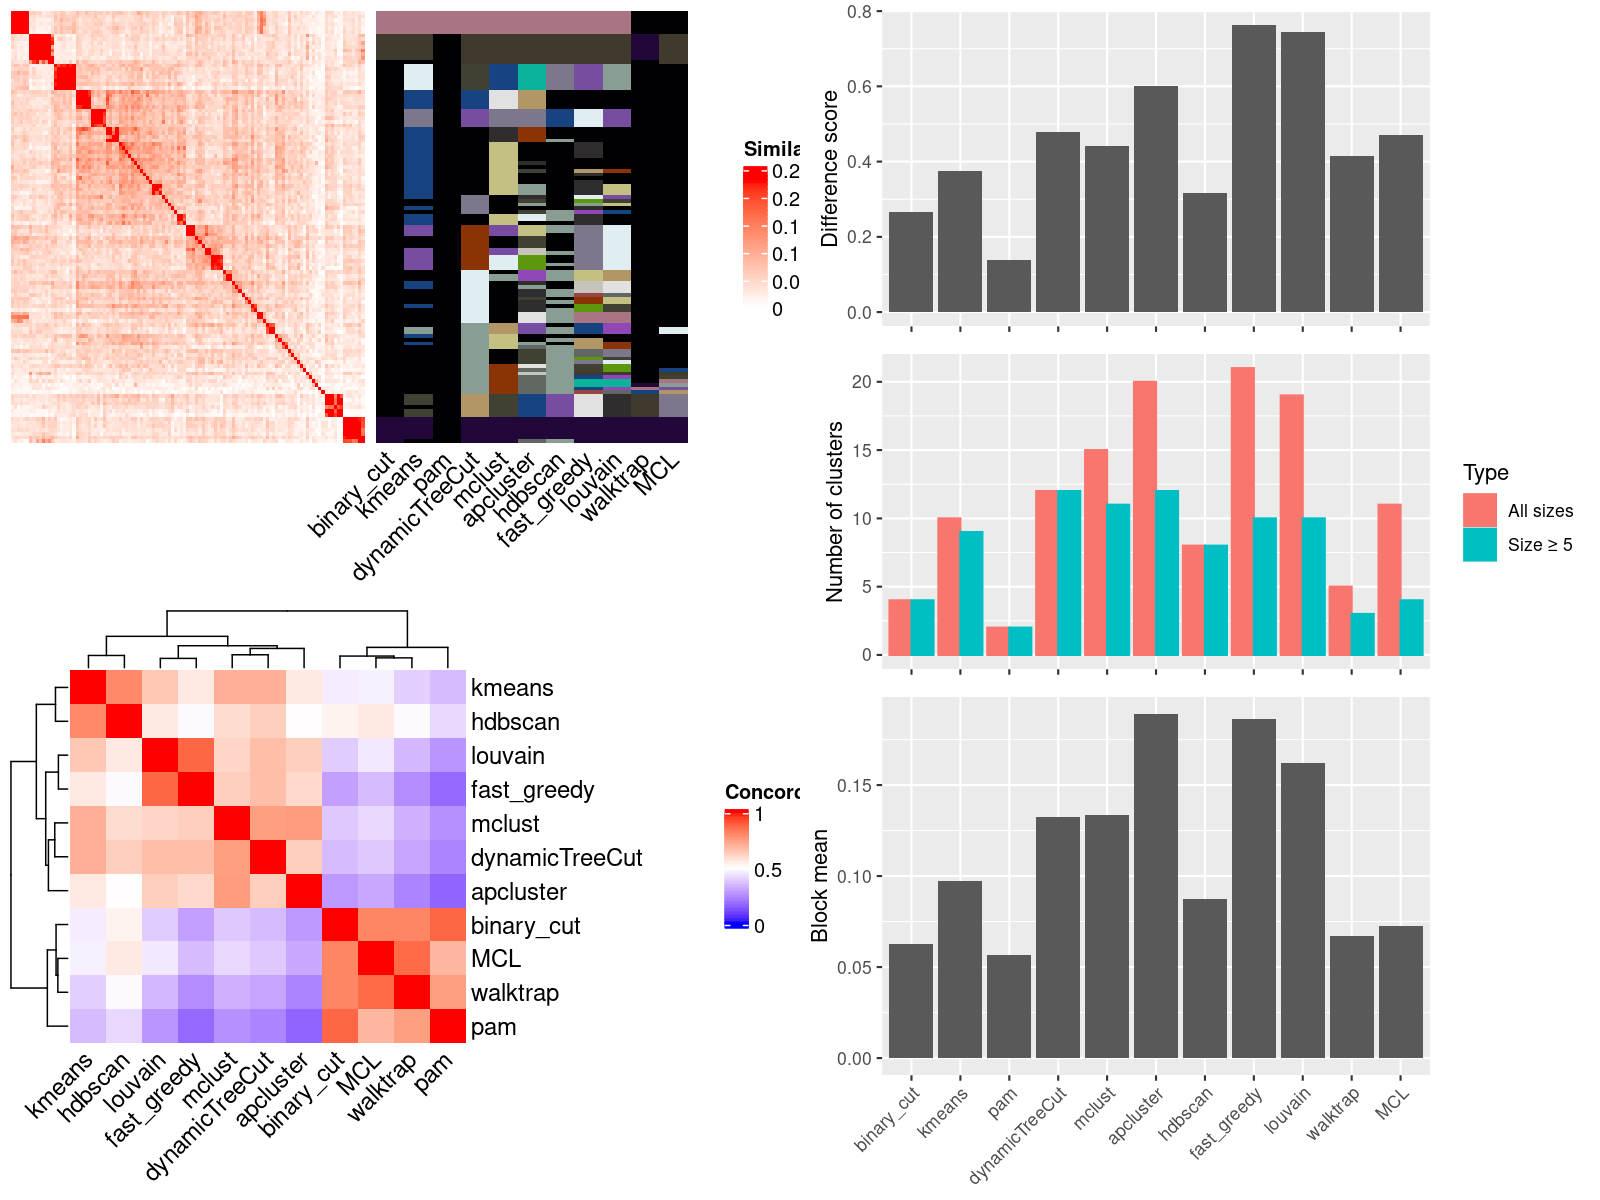 Simila
0.2
0.2
0.1
0.1
0.0
0
binary_cut
kmeans
pam
dynamicTreeCut
mclust
apcluster
hdbscan
fast_greedy
louvain
walktrap
MCL
kmeans
hdbscan
louvain
fast_greedy
mclust
dynamicTreeCut
apcluster
binary_cut
MCL
walktrap
pam
kmeans
hdbscan
louvain
fast_greedy
mclust
dynamicTreeCut
apcluster
binary_cut
MCL
walktrap
pam
Concord
1
0.5
0
Difference score
0.8
0.6
0.4
0.2
0.0
Number of clusters
20
15
10
5
0
Type
All sizes
Size ≥ 5
Block mean
0.15
0.10
0.05
0.00
binary_cut
kmeans
pam
dynamicTreeCut
mclust
apcluster
hdbscan
fast_greedy
louvain
walktrap
MCL